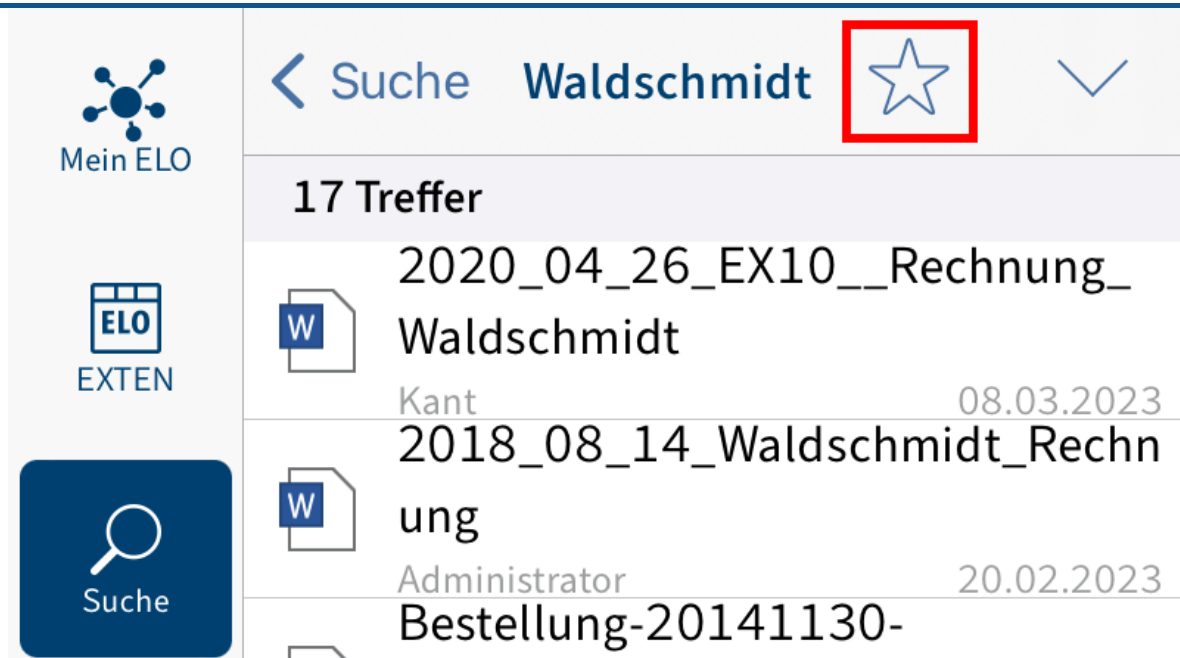 Mein ELO
ELO
EXTEN
Suche
Suche Waldschmidt
17 Treffer
W
2020_04_26_EX10__Rechnung_
Waldschmidt
Kant 08.03.2023
W
2018_08_14_Waldschmidt_Rechn
ung
Administrator 20.02.2023
Bestellung-20141130-